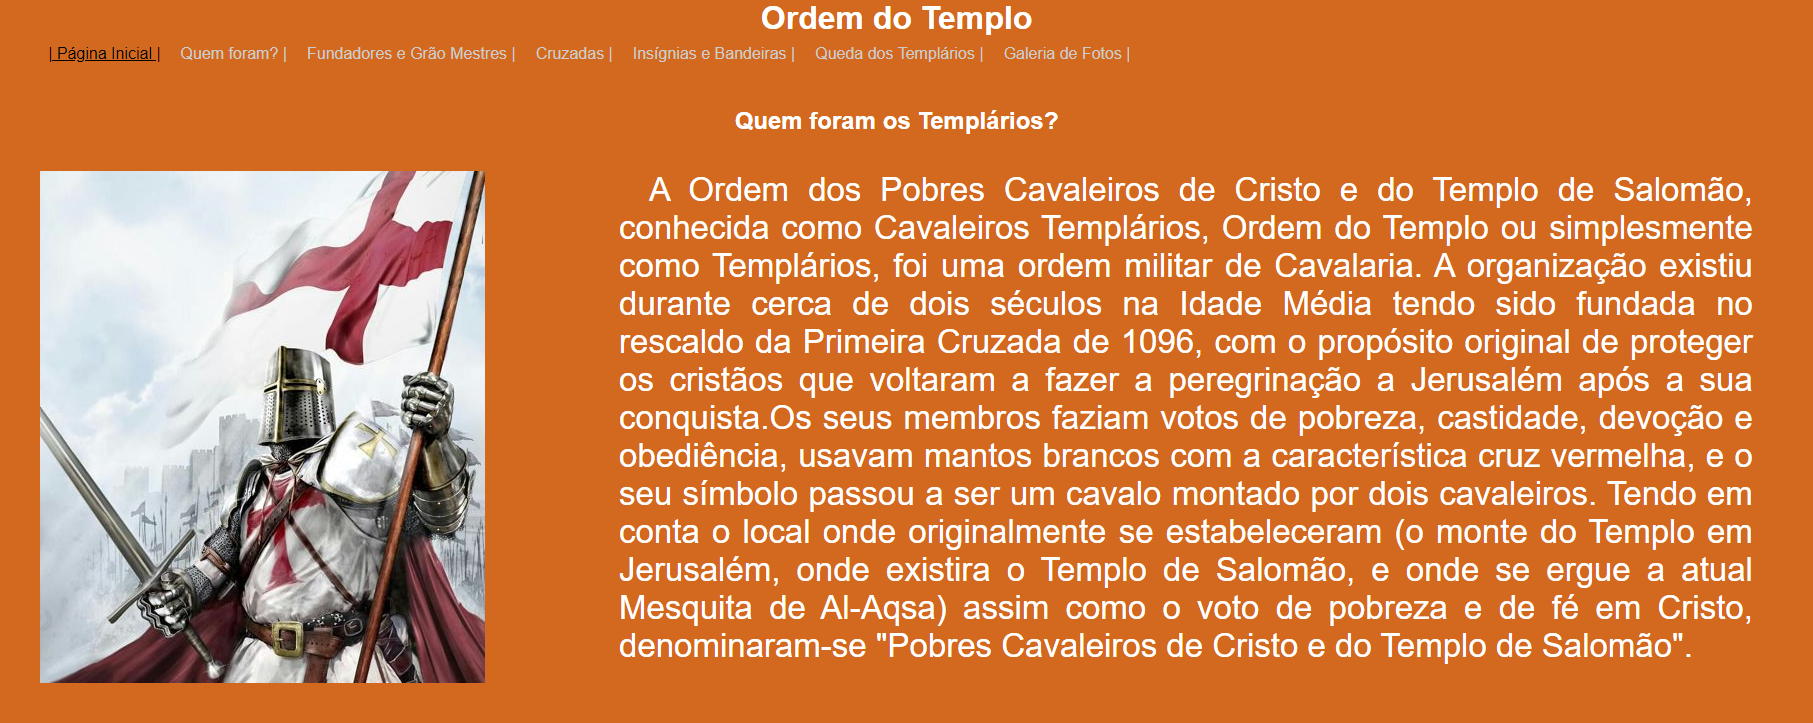 Ordem do Templo
| Página Inicial | Quem foram? | Fundadores e Grão Mestres | Cruzadas | Insígnias e Bandeiras | Queda dos Templários | Galeria de Fotos |
Quem foram os Templários?
A Ordem dos Pobres Cavaleiros de Cristo e do Templo de Salomão,
conhecida como Cavaleiros Templários, Ordem do Templo ou simplesmente
como Templários, foi uma ordem militar de Cavalaria. A organização existiu
durante cerca de dois séculos na Idade Média tendo sido fundada no
rescaldo da Primeira Cruzada de 1096, com o propósito original de proteger
os cristãos que voltaram a fazer a peregrinação a Jerusalém após a sua
conquista.Os seus membros faziam votos de pobreza, castidade, devoção e
obediência, usavam mantos brancos com a característica cruz vermelha, e o
seu símbolo passou a ser um cavalo montado por dois cavaleiros. Tendo em
conta o local onde originalmente se estabeleceram (o monte do Templo em
Jerusalém, onde existira o Templo de Salomão, e onde se ergue a atual
Mesquita de Al-Aqsa) assim como o voto de pobreza e de fé em Cristo,
denominaram-se "Pobres Cavaleiros de Cristo e do Templo de Salomão".